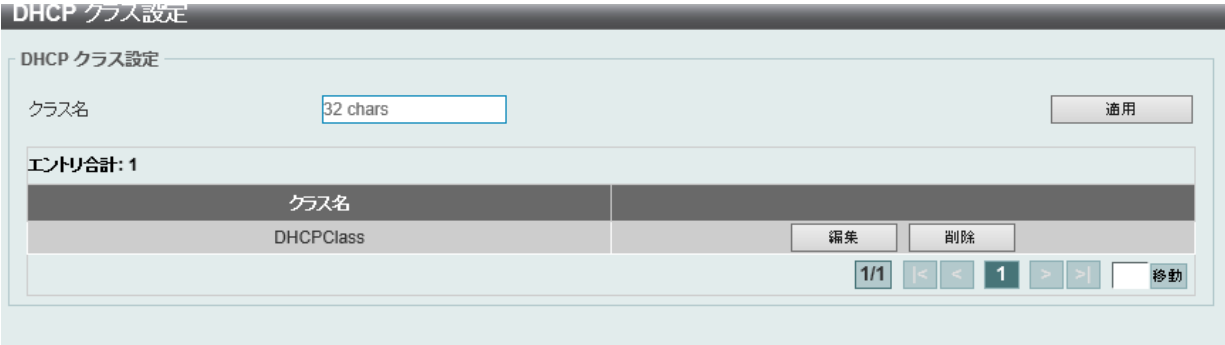 DHCP クラス設定
DHCP クラス設定
クラス名 32 chars 適用
エントリ合計: 1
クラス名
DHCPClass 編集 削除
1/1 |< < 1 > >| 移動